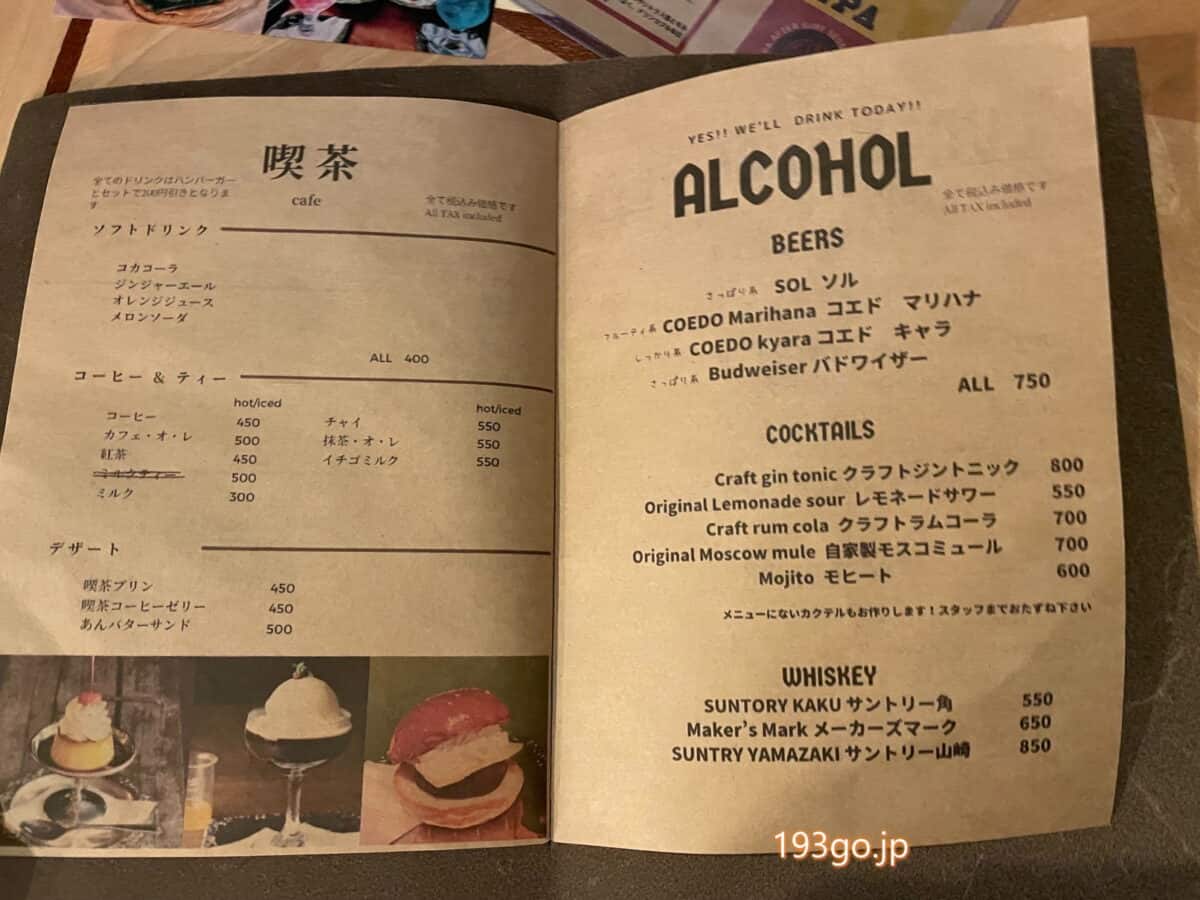 PA
喫茶
cafe
全てのドリンクはハンバーガー
とセットで200円引きとなりま
す
全て税込み価格です
All TAX included
ソフトドリンク
コカコーラ
ジンジャーエール
オレンジジュース
メロンソーダ
ALL 400
コーヒー & ティー
hot/iced
コーヒー 450
カフェ・オ・レ 500
紅茶 450
ミルクティー 500
ミルク 300
hot/iced
チャイ 550
抹茶・オ・レ 550
イチゴミルク 550
デザート
喫茶プリン 450
喫茶コーヒーゼリー 450
あんバターサンド 500
YES!! WE'LL DRINK TODAY!!
ALCOHOL
全て税込み価格です
All TAX included
BEERS
さっぱり系 SOL ソル
フルーティ系 COEDO Marihana コエド マリハナ
しっかり系 COEDO kyara コエド キャラ
さっぱり系 Budweiser バドワイザー
ALL 750
COCKTAILS
Craft gin tonic クラフトジントニック 800
Original Lemonade sour レモネードサワー 550
Craft rum cola クラフトラムコーラ 700
Original Moscow mule 自家製モスコミュール 700
Mojito モヒート 600
メニューにないカクテルもお作りします!スタッフまでおたずね下さい
WHISKEY
SUNTORY KAKU サントリー角 550
Maker's Mark メーカーズマーク 650
SUNTRY YAMAZAKI サントリー山崎 850
193go.jp